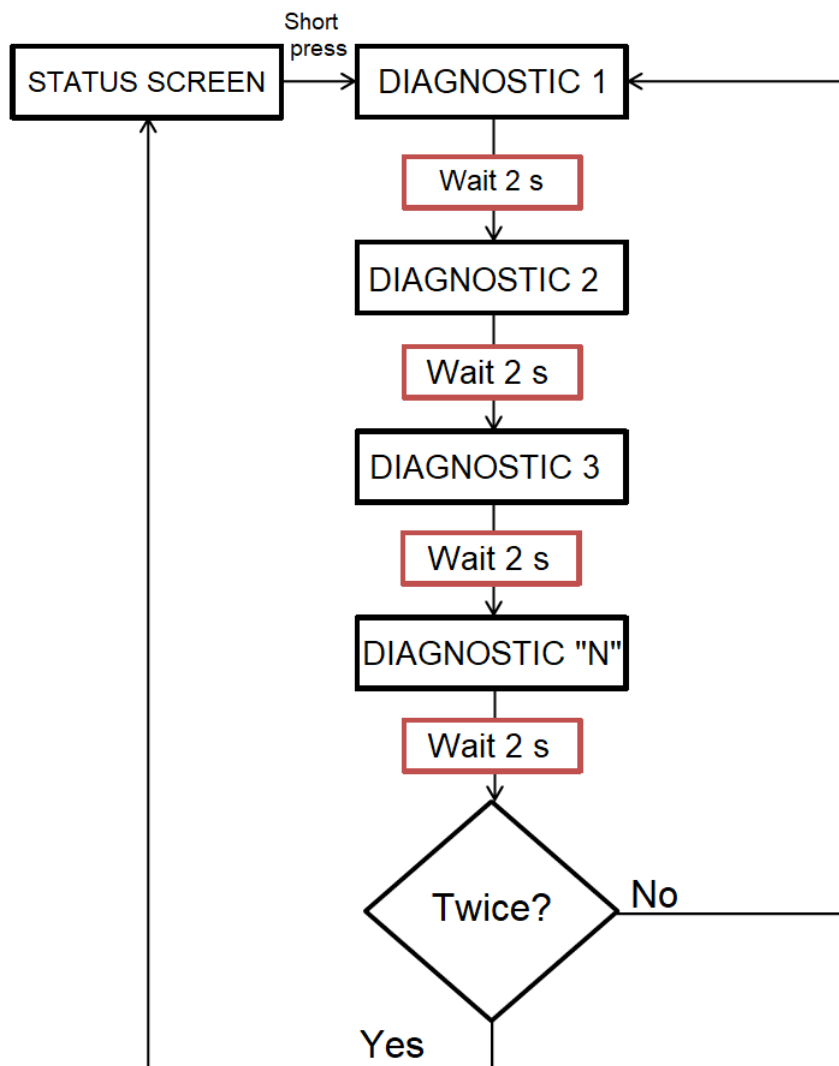 Short
press
STATUS SCREEN
DIAGNOSTIC 1
Wait 2 s
DIAGNOSTIC 2
Wait 2 s
DIAGNOSTIC 3
Wait 2 s
DIAGNOSTIC "N"
Wait 2 s
Twice?
No
Yes